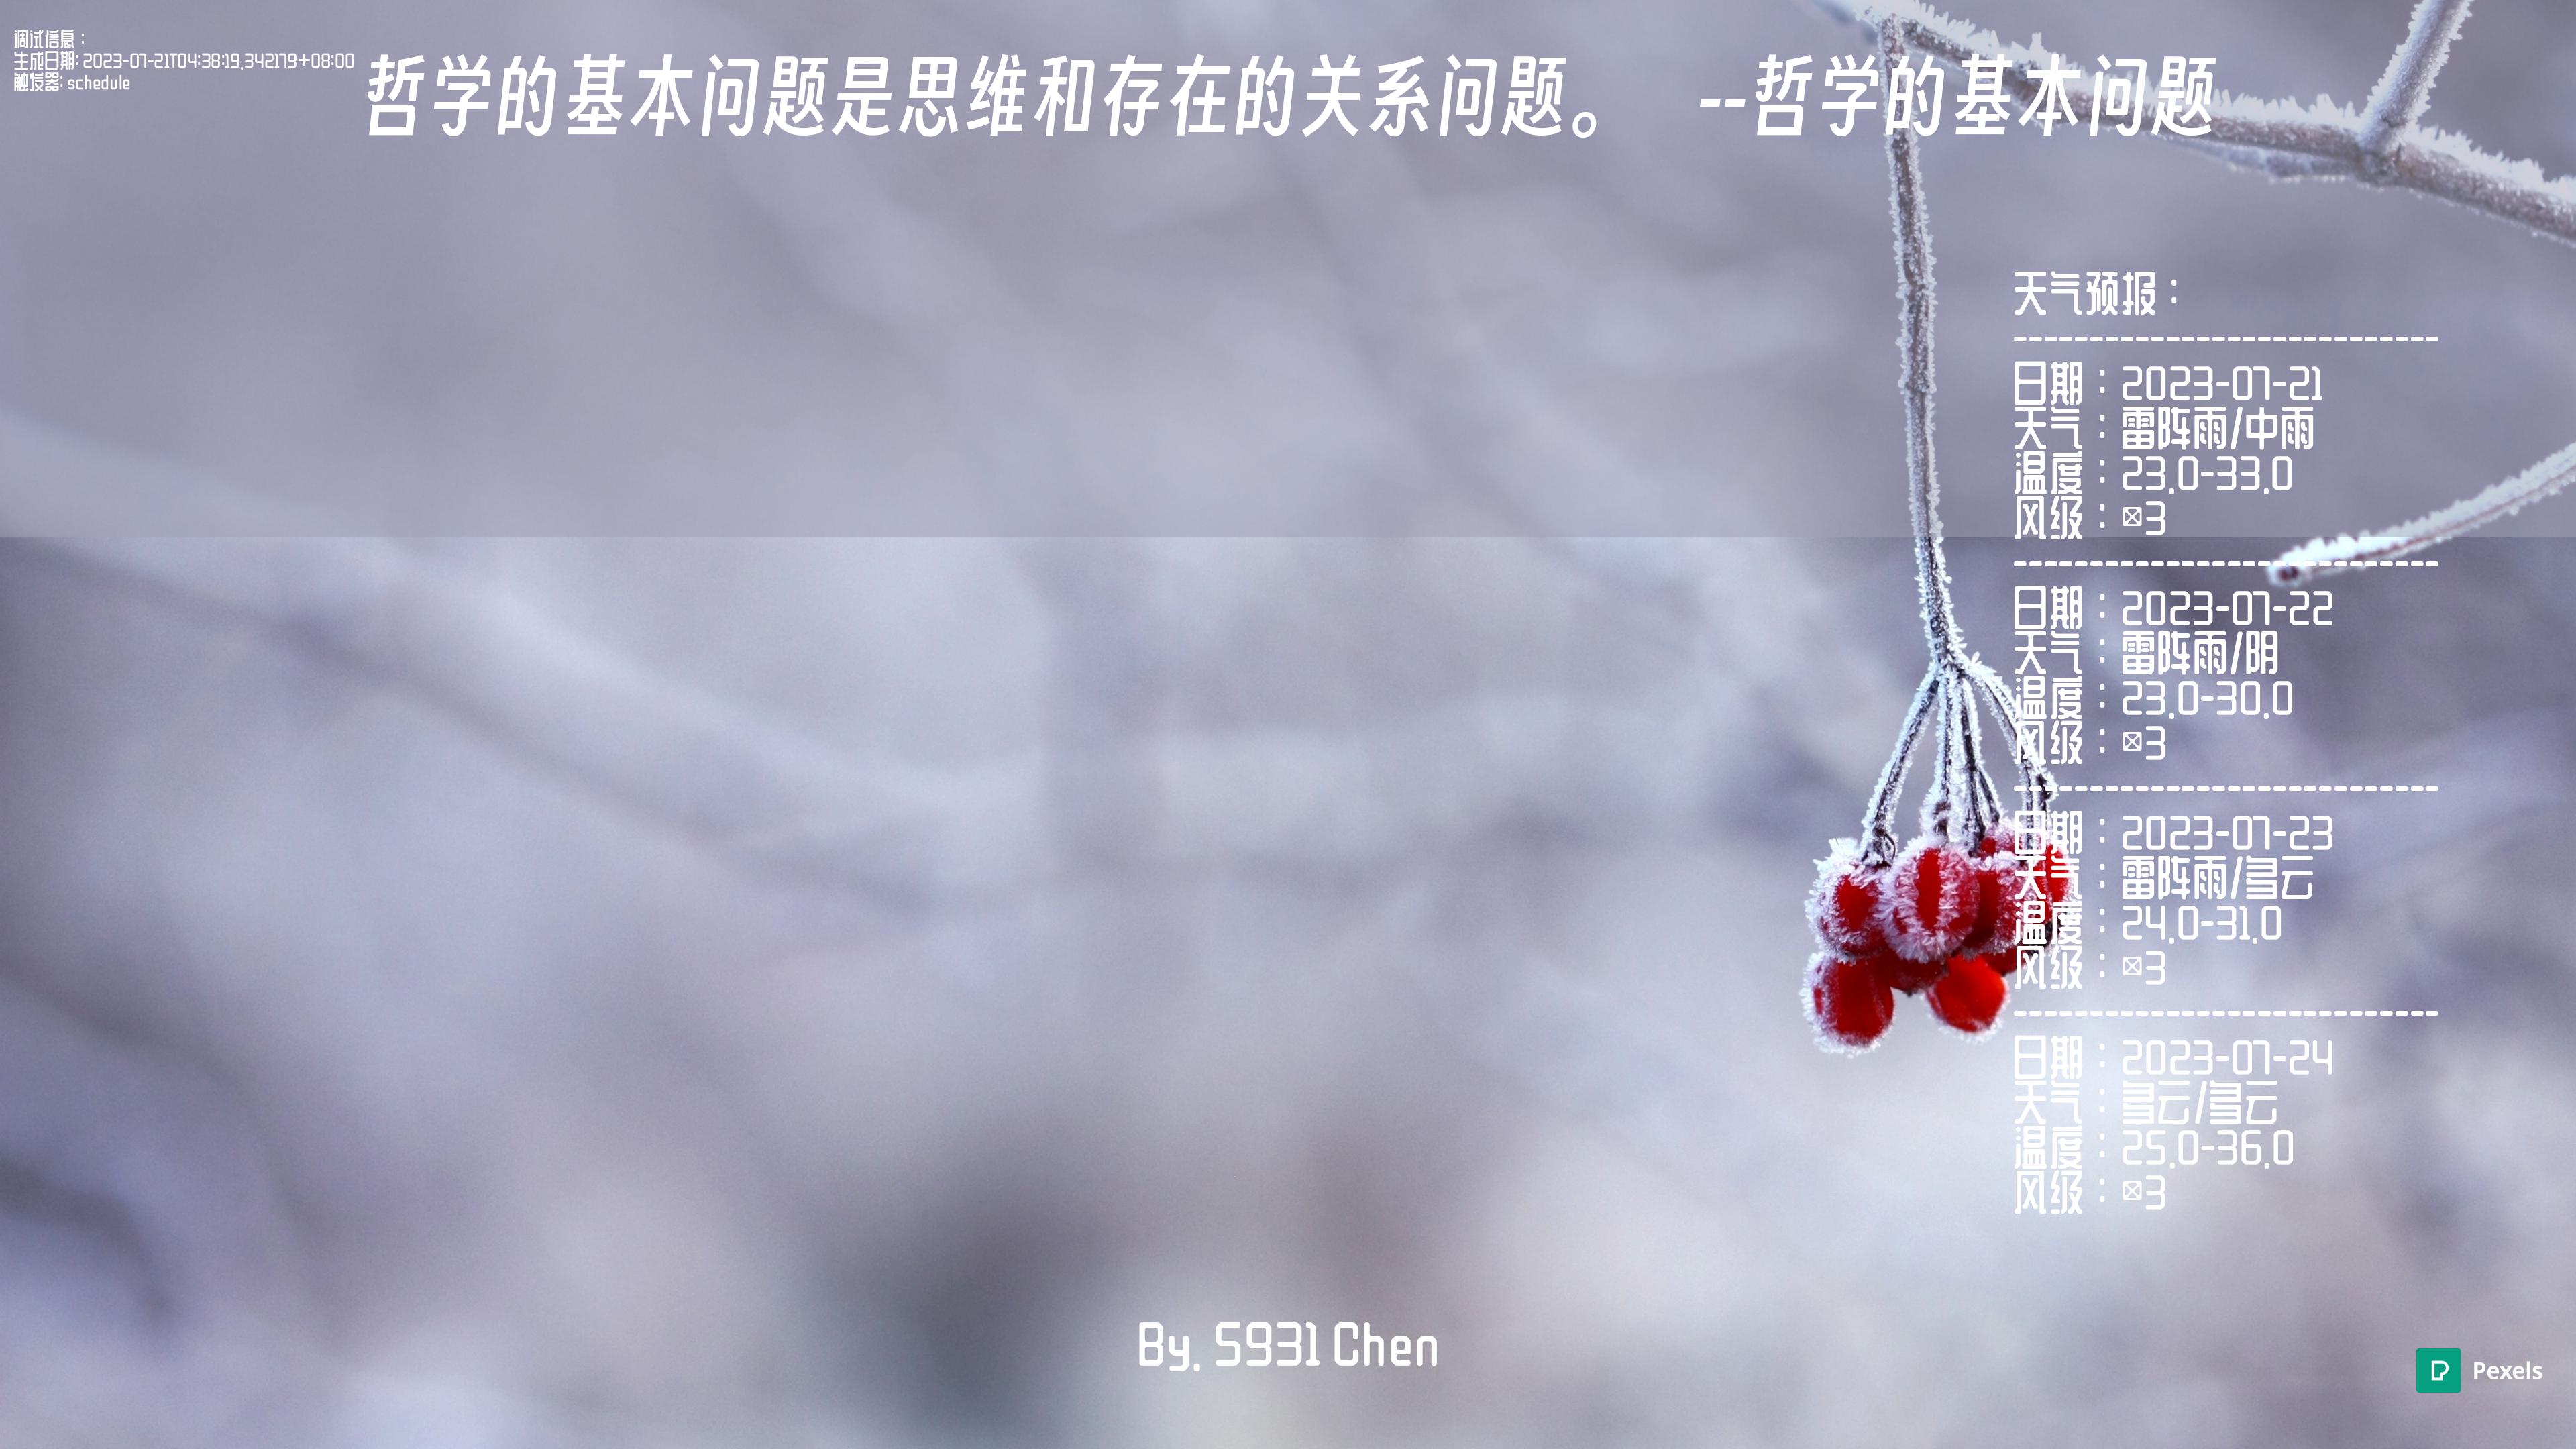 调试信息：
生成日期: 2023-07-21T04:38:19.342179+08:00
触发器: schedule
哲学的基本问题是思维和存在的关系问题。 --哲学的基本问题
天气预报：
----------------------------
日期：2023-07-21
天气：雷阵雨/中雨
温度：23.0-33.0
风级：3
----------------------------
日期：2023-07-22
天气：雷阵雨/阴
温度：23.0-30.0
风级：3
----------------------------
日期：2023-07-23
天气：雷阵雨/多云
温度：24.0-31.0
风级：3
----------------------------
日期：2023-07-24
天气：多云/多云
温度：25.0-36.0
风级：3
By. S931 Chen
Pexels